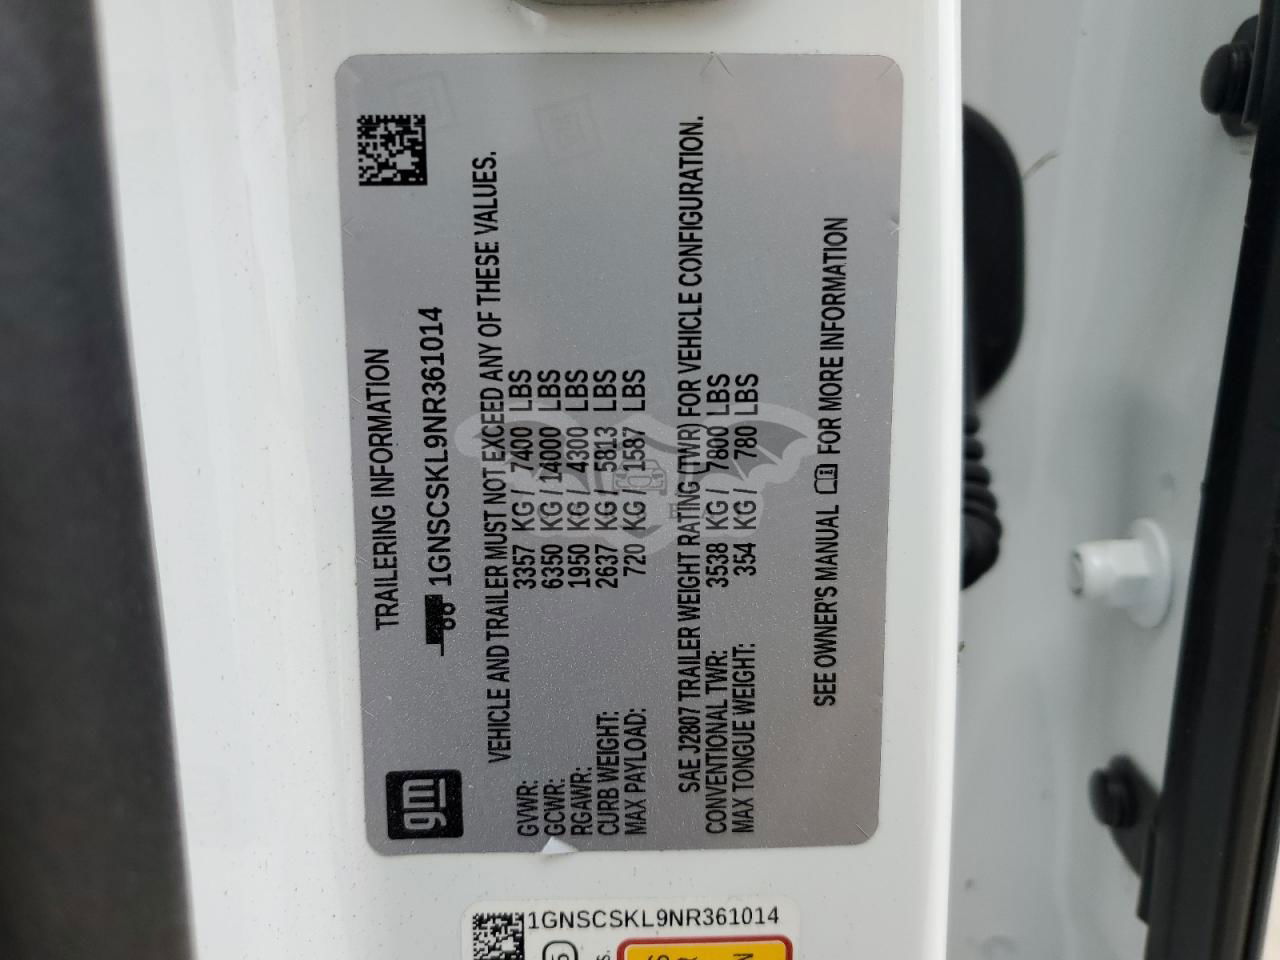 gm
TRAILERING INFORMATION
1GNSCSKL9NR361014
VEHICLE AND TRAILER MUST NOT EXCEED ANY OF THESE VALUES.
GVWR: 3357 KG / 7400 LBS
GCWR: 6350 KG / 14000 LBS
RGAWR: 1950 KG / 4300 LBS
CURB WEIGHT: 2637 KG / 5813 LBS
MAX PAYLOAD: 720 KG / 1587 LBS
SAE J2807 TRAILER WEIGHT RATING (TWR) FOR VEHICLE CONFIGURATION.
CONVENTIONAL TWR: 3538 KG / 7800 LBS
MAX TONGUE WEIGHT: 354 KG / 780 LBS
SEE OWNER'S MANUAL FOR MORE INFORMATION
1GNSCSKL9NR361014